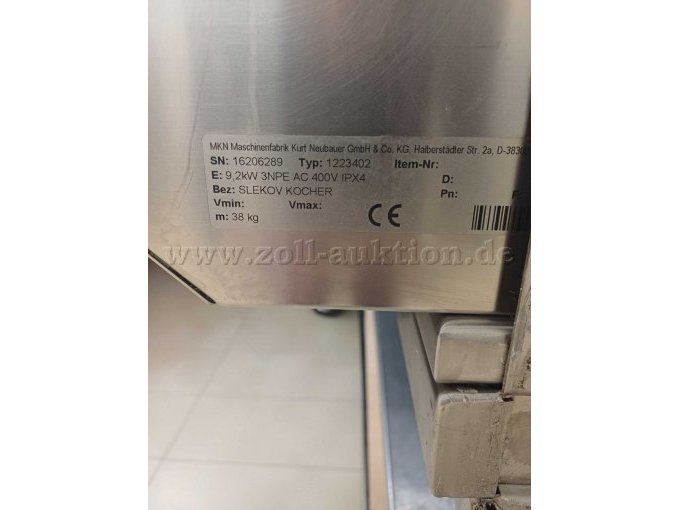 MKN Maschinenfabrik Kurt Neubauer GmbH & Co. KG, Halberstädter Str. 2a, D-3830
SN: 16206289 Typ: 1223402 Item-Nr:
E: 9,2kW 3NPE AC 400V IPX4 D:
Bez: SLEKOV KOCHER Pn: F:
Vmin: Vmax:
m: 38 kg CE
www.zoll-auktion.de